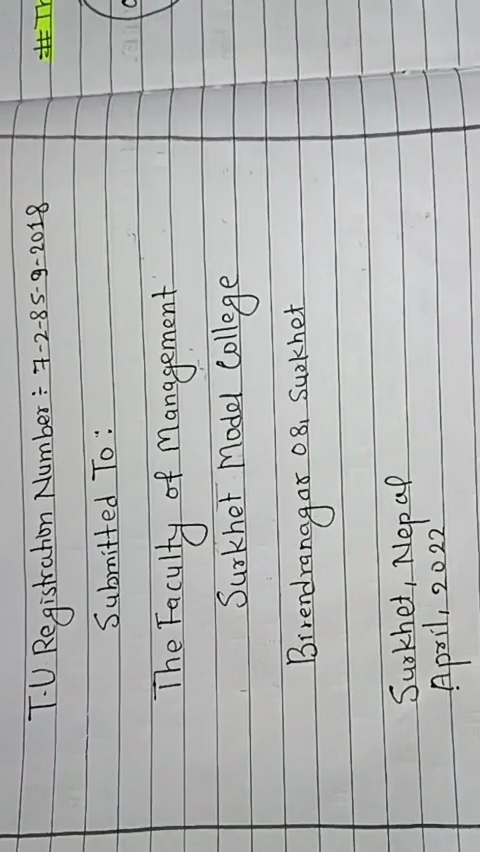 # Th
T.U Registration Number :- 7-2-85-9-2018
Submitted To:
The Faculty of Management
Surkhet Model College
Birendranagar 08, Surkhet
Surkhet, Nepal
April, 2022